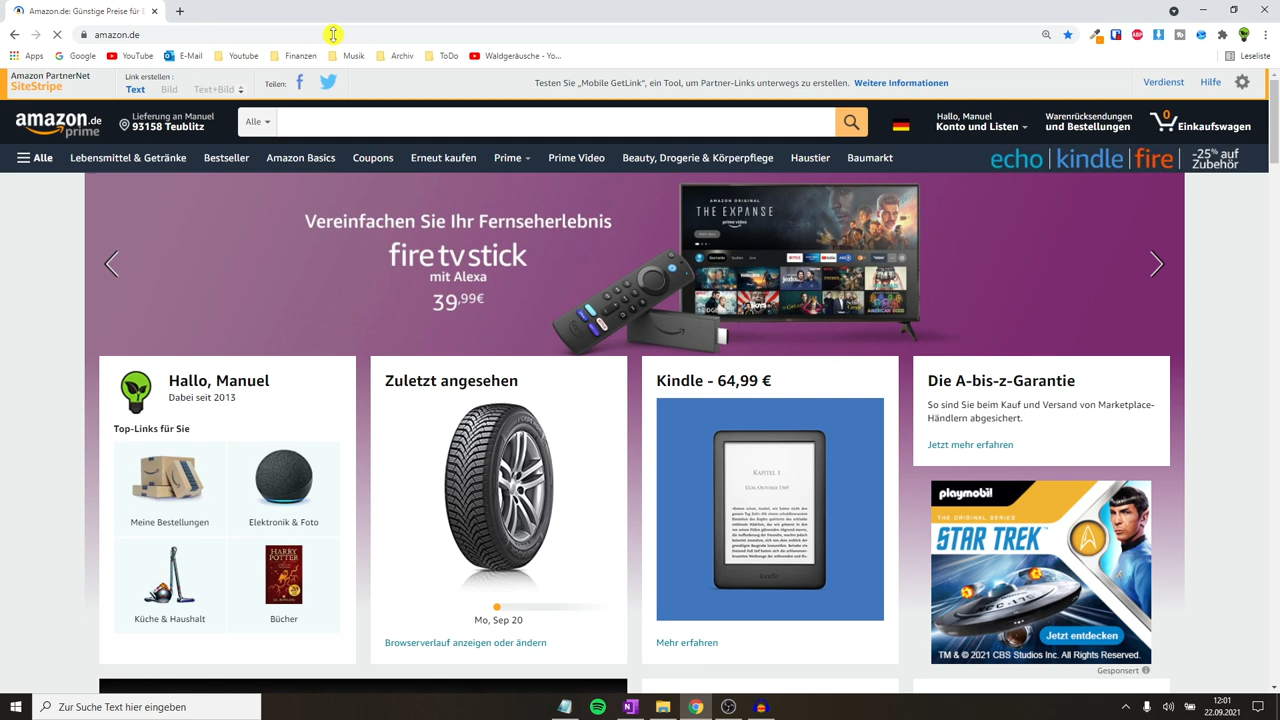 Amazon.de: Günstige Preise für E
amazon.de
Apps
Google
YouTube
E-Mail
Youtube
Finanzen
Musik
Archiv
ToDo
Waldgeräusche - Yo...
Leseliste
Amazon PartnerNet
SiteStripe
Link erstellen :
Text Bild Text+Bild
Teilen:
Testen Sie „Mobile GetLink“, ein Tool, um Partner-Links unterwegs zu erstellen. Weitere Informationen
Verdienst Hilfe
amazon.de
prime
Lieferung an Manuel
93158 Teublitz
Alle
Hallo, Manuel
Konto und Listen
Warenrücksendungen
und Bestellungen
0
Einkaufswagen
Alle Lebensmittel & Getränke Bestseller Amazon Basics Coupons Erneut kaufen Prime Prime Video Beauty, Drogerie & Körperpflege Haustier Baumarkt
echo | kindle | fire
-25% auf
Zubehör
Vereinfachen Sie Ihr Fernseherlebnis
fire tv stick
mit Alexa
39,99€
AMAZON ORIGINAL
THE EXPANSE
prime video
Hallo, Manuel
Dabei seit 2013
Top-Links für Sie
Meine Bestellungen
Elektronik & Foto
HARRY
POTTER
Küche & Haushalt
Bücher
Zuletzt angesehen
Mo, Sep 20
Browserverlauf anzeigen oder ändern
Kindle - 64,99 €
KAPITEL 1
kindle
Mehr erfahren
Die A-bis-z-Garantie
So sind Sie beim Kauf und Versand von Marketplace-
Händlern abgesichert.
Jetzt mehr erfahren
playmobil
THE ORIGINAL SERIES
STAR TREK
NCC-1701
Jetzt entdecken
TM & © 2021 CBS Studios Inc. All Rights Reserved.
Gesponsert
Zur Suche Text hier eingeben
12:01
22.09.2021